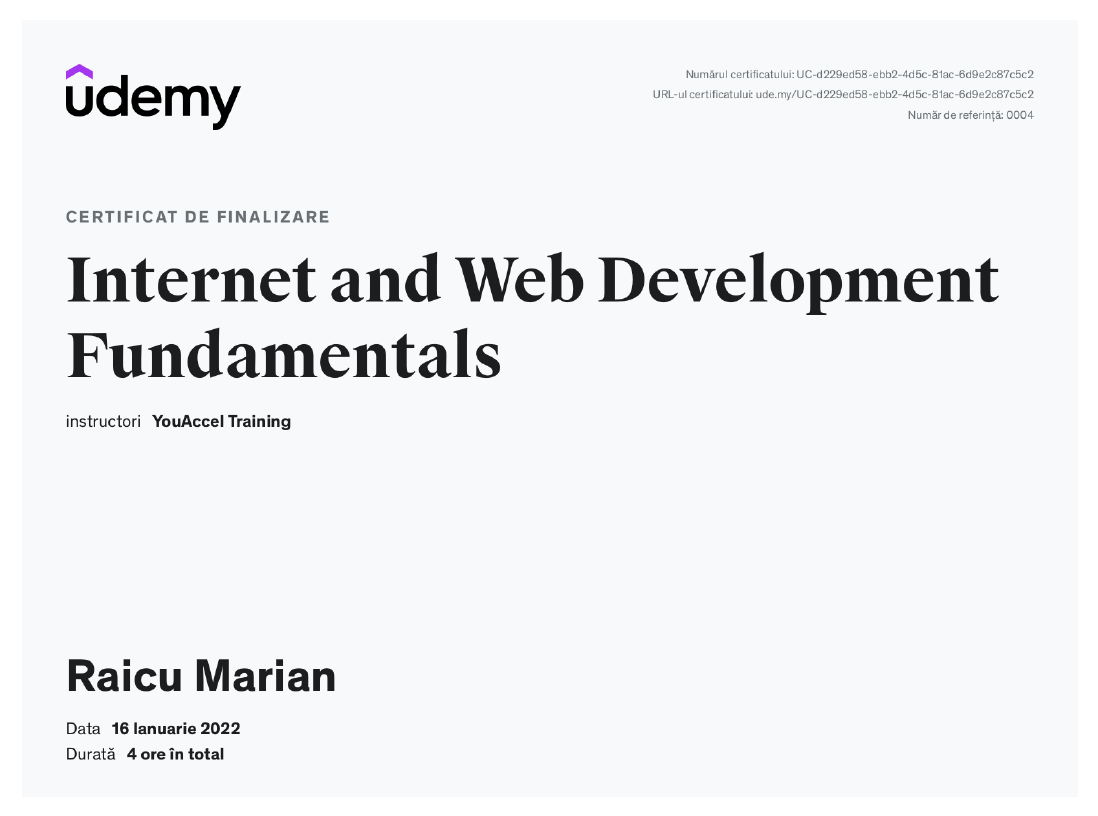 udemy
Numărul certificatului: UC-d229ed58-ebb2-4d5c-81ac-6d9e2c87c5c2
URL-ul certificatului: ude.my/UC-d229ed58-ebb2-4d5c-81ac-6d9e2c87c5c2
Număr de referință: 0004
CERTIFICAT DE FINALIZARE
Internet and Web Development
Fundamentals
instructori YouAccel Training
Raicu Marian
Data 16 Ianuarie 2022
Durată 4 ore în total